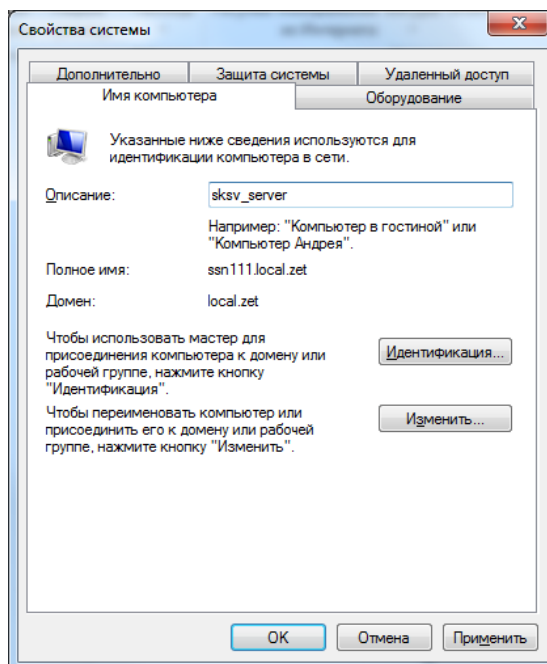 Свойства системы
Дополнительно
Защита системы
Удаленный доступ
Имя компьютера
Оборудование
Указанные ниже сведения используются для
идентификации компьютера в сети.
Описание:
sksv_server
Например: "Компьютер в гостиной" или
"Компьютер Андрея".
Полное имя:
ssn111.local.zet
Домен:
local.zet
Чтобы использовать мастер для
присоединения компьютера к домену или
рабочей группе, нажмите кнопку
"Идентификация".
Идентификация...
Чтобы переименовать компьютер или
присоединить его к домену или рабочей
группе, нажмите кнопку "Изменить".
Изменить...
OK
Отмена
Применить